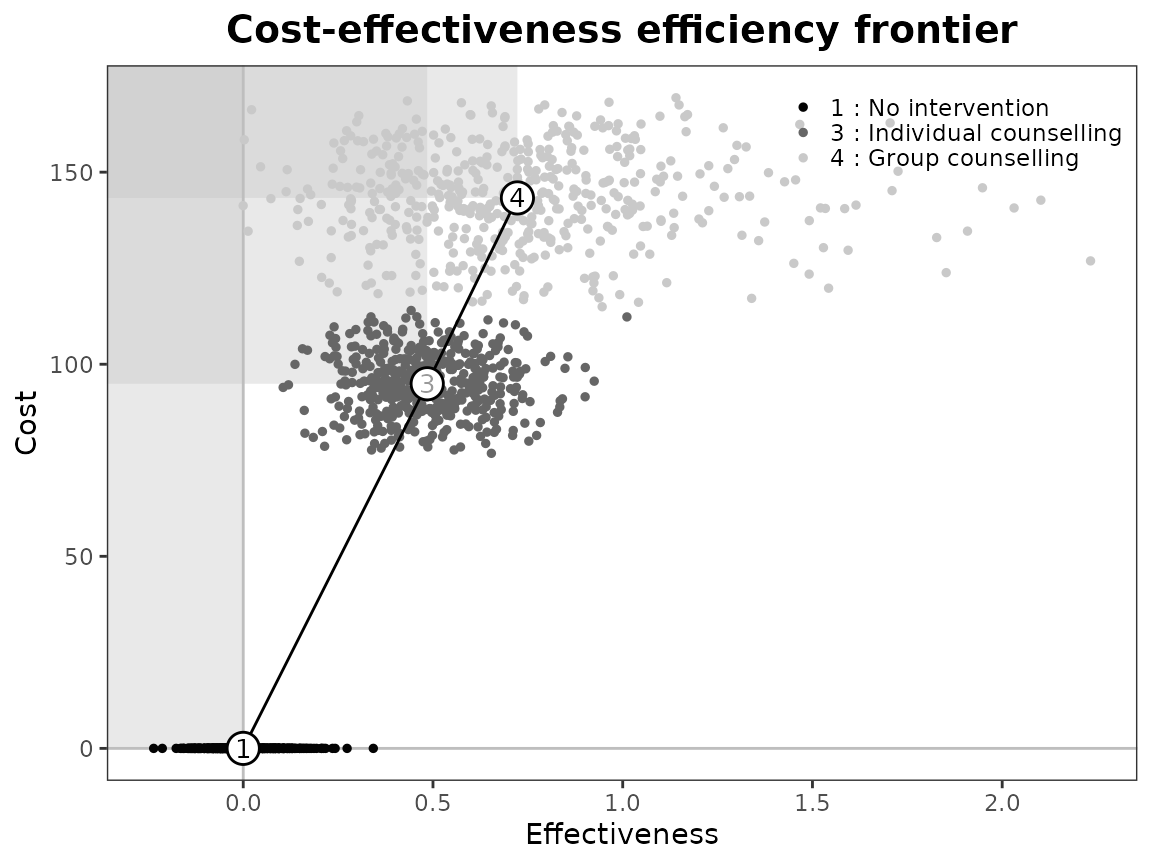 Cost-effectiveness efficiency frontier
1 : No intervention
3 : Individual counselling
4 : Group counselling
150
100
50
0
Cost
4
3
1
0.0 0.5 1.0 1.5 2.0
Effectiveness